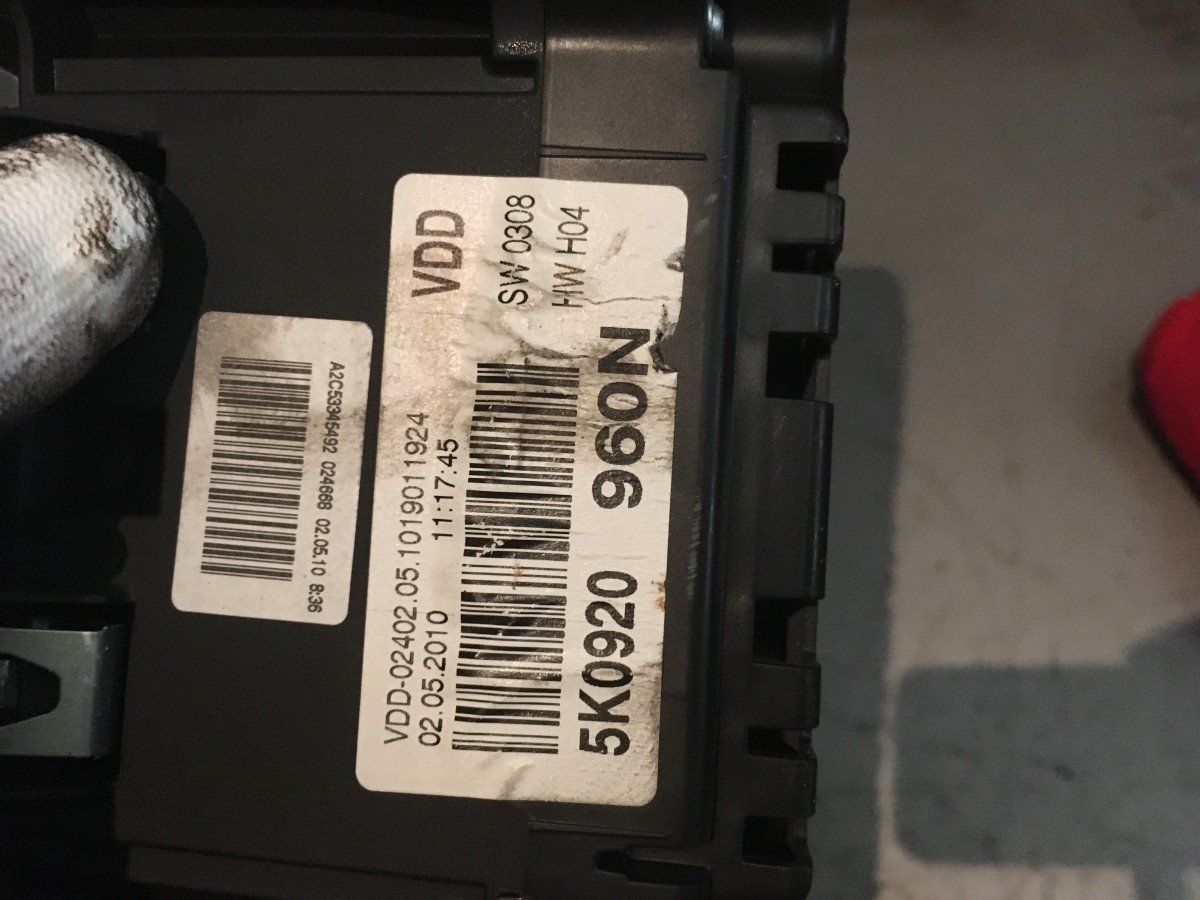 A2C53345492 024668 02.05.10 8:36
VDD
VDD-02402.05.1019011924
02.05.2010 11:17:45
SW 0308
HW H04
5K0920 960N